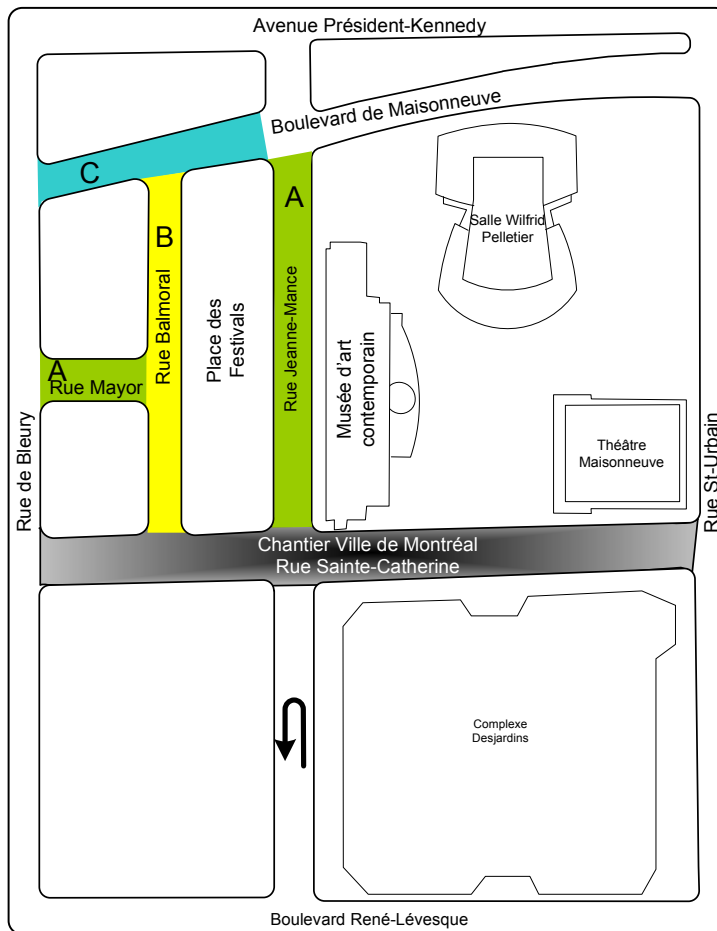 Avenue Président-Kennedy
Boulevard de Maisonneuve
C
A
B
Salle Wilfrid
Pelletier
Rue Balmoral
Place des
Festivals
Rue Jeanne-Mance
Musée d'art
contemporain
A
Rue Mayor
Rue de Bleury
Théâtre
Maisonneuve
Rue St-Urbain
Chantier Ville de Montréal
Rue Sainte-Catherine
Complexe
Desjardins
Boulevard René-Lévesque